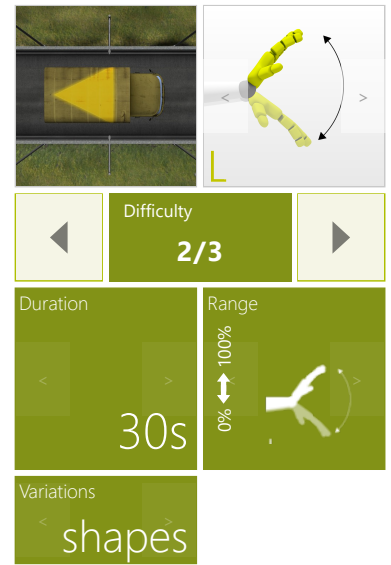 L
Difficulty
2/3
Duration
30s
Range
0% 100%
Variations
shapes